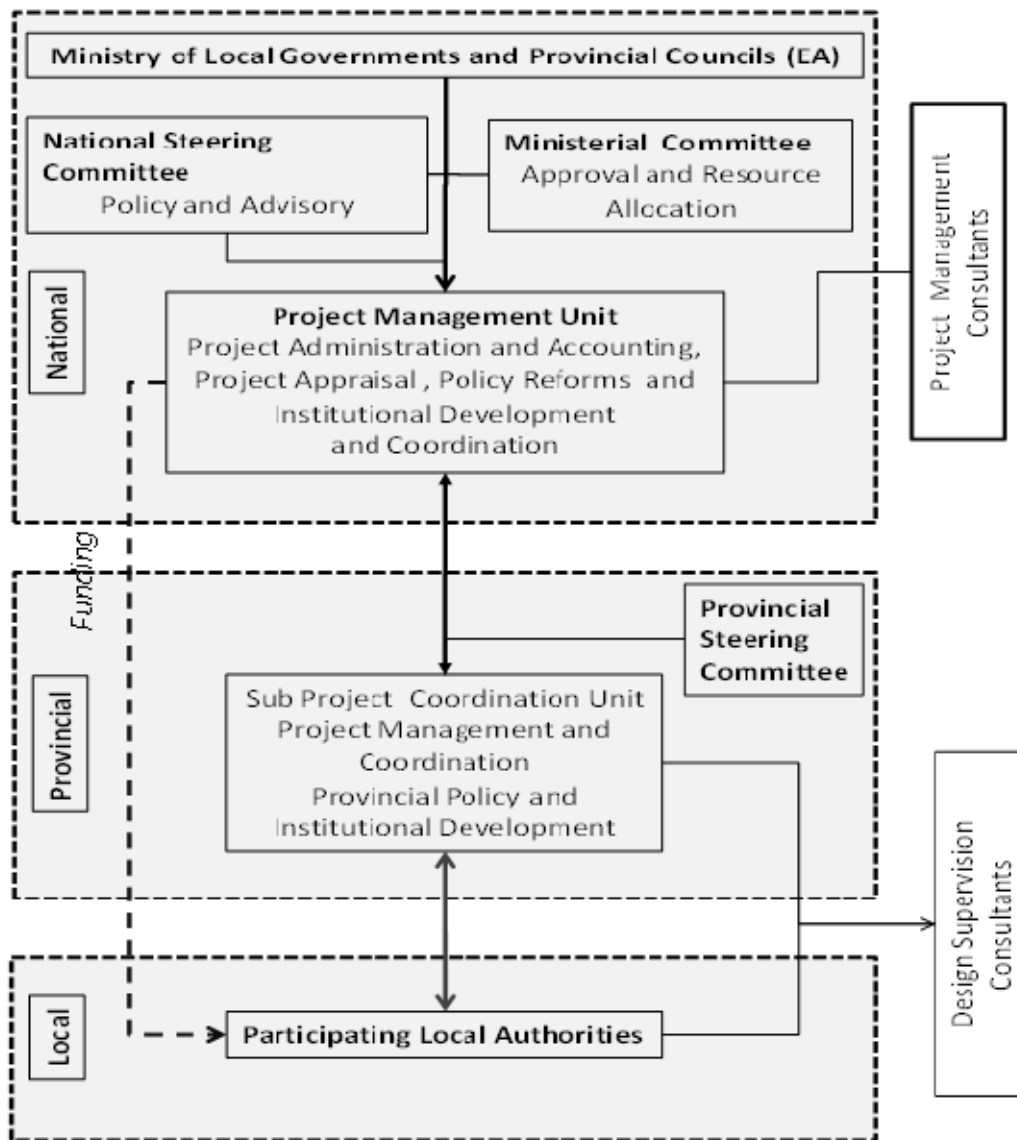 Ministry of Local Governments and Provincial Councils (EA)
National Steering
Committee
Policy and Advisory
Ministerial Committee
Approval and Resource
Allocation
Project Management
Consultants
National
Project Management Unit
Project Administration and Accounting,
Project Appraisal , Policy Reforms and
Institutional Development
and Coordination
Funding
Provincial
Steering
Committee
Provincial
Sub Project Coordination Unit
Project Management and
Coordination
Provincial Policy and
Institutional Development
Design Supervision
Consultants
Local
Participating Local Authorities